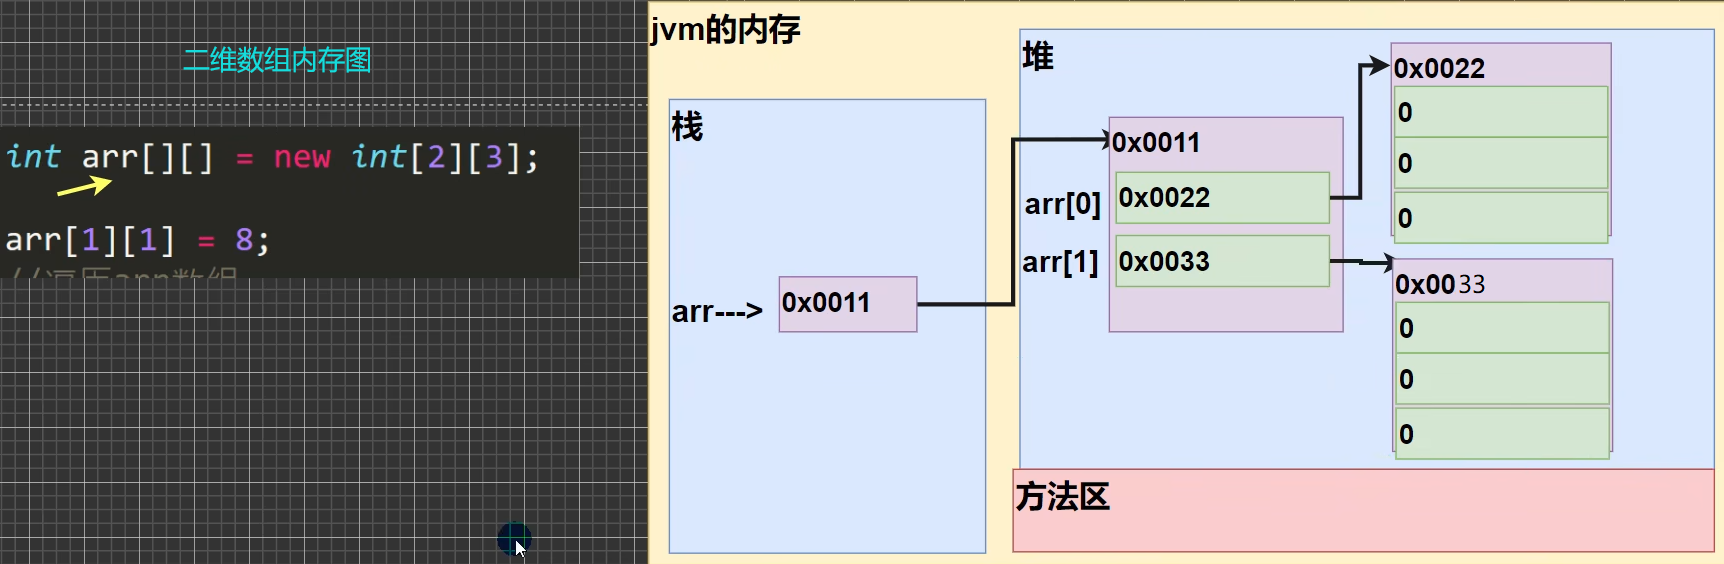 二维数组内存图
int arr[][] = new int[2][3];
arr[1][1] = 8;
jvm的内存
栈
arr---> 0x0011
堆
0x0011
arr[0] 0x0022
arr[1] 0x0033
0x0022
0
0
0
0x0033
0
0
0
方法区